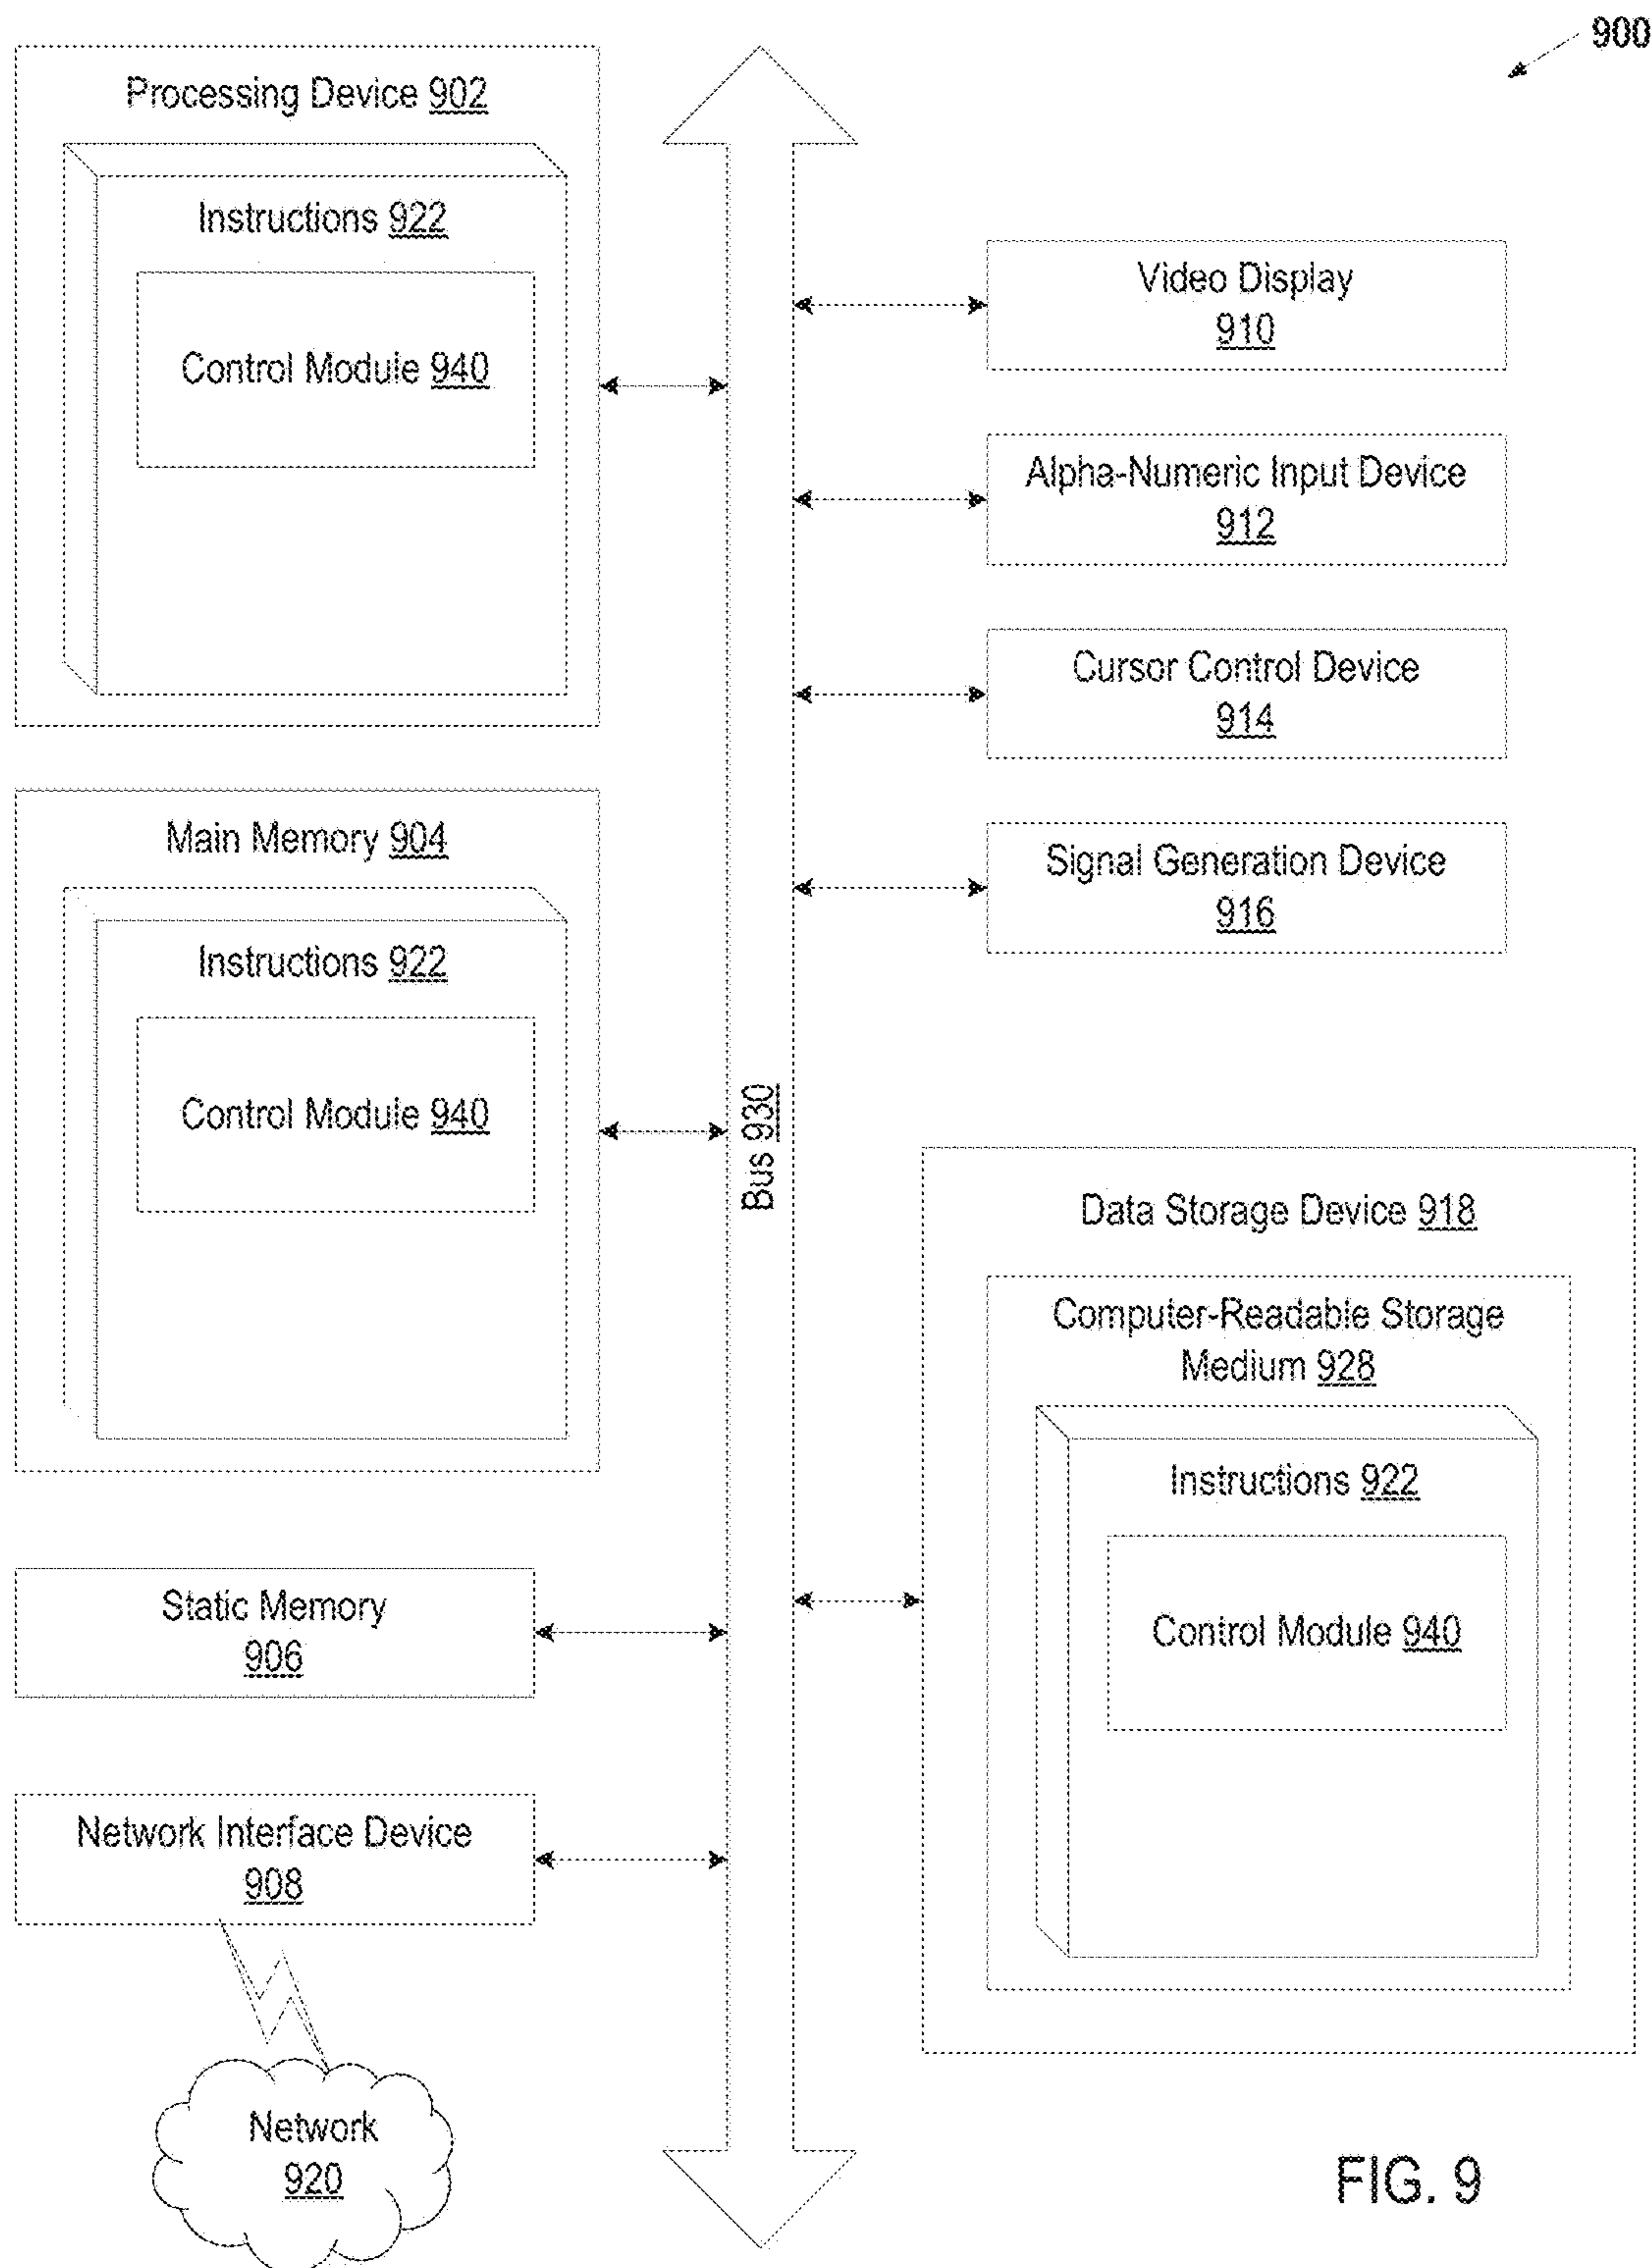 900
Processing Device 902
Instructions 922
Control Module 940
Main Memory 904
Instructions 922
Control Module 940
Static Memory
906
Network Interface Device
908
Network
920
Bus 930
Video Display
910
Alpha-Numeric Input Device
912
Cursor Control Device
914
Signal Generation Device
916
Data Storage Device 918
Computer-Readable Storage
Medium 928
Instructions 922
Control Module 940
FIG. 9